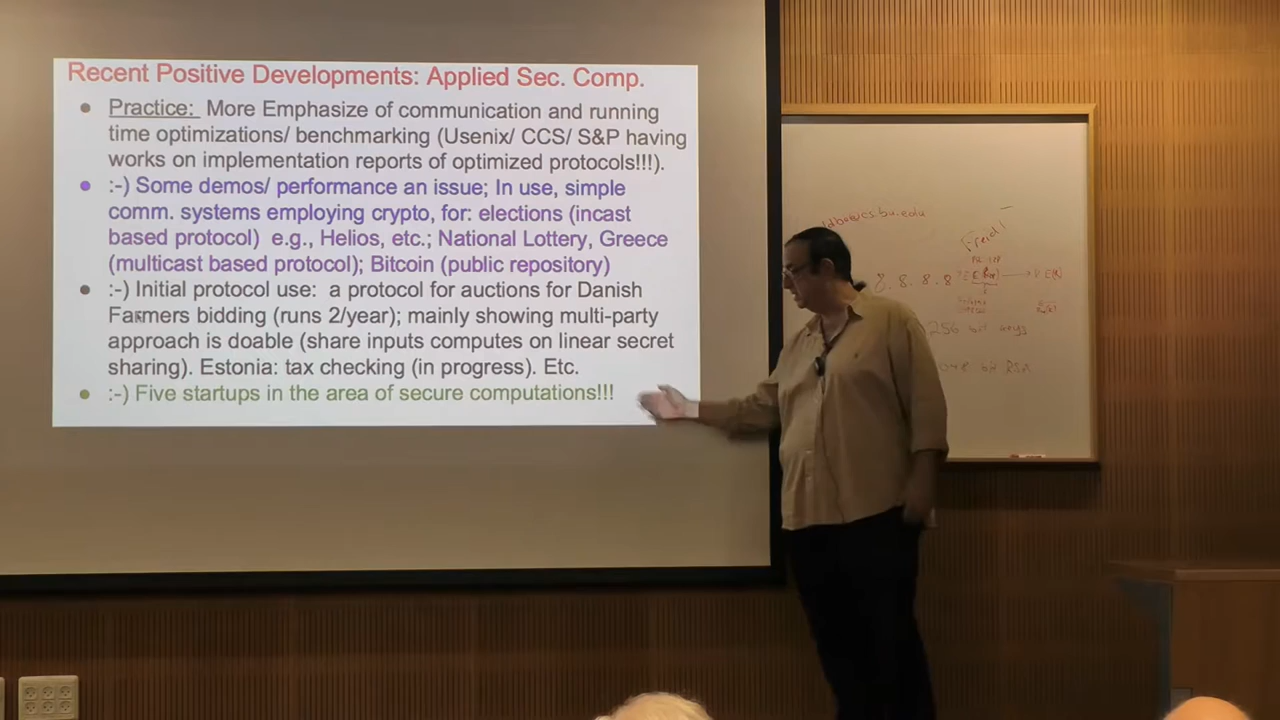 Recent Positive Developments: Applied Sec. Comp.
Practice: More Emphasize of communication and running
time optimizations/ benchmarking (Usenix/ CCS/ S&P having
works on implementation reports of optimized protocols!!!).
:-) Some demos/ performance an issue; In use, simple
comm. systems employing crypto, for: elections (incast
based protocol) e.g., Helios, etc.; National Lottery, Greece
(multicast based protocol); Bitcoin (public repository)
:-) Initial protocol use: a protocol for auctions for Danish
Farmers bidding (runs 2/year); mainly showing multi-party
approach is doable (share inputs computes on linear secret
sharing). Estonia: tax checking (in progress). Etc.
:-) Five startups in the area of secure computations!!!
cs.bu.edu
8.8.8.8
256 bit
bit RSA